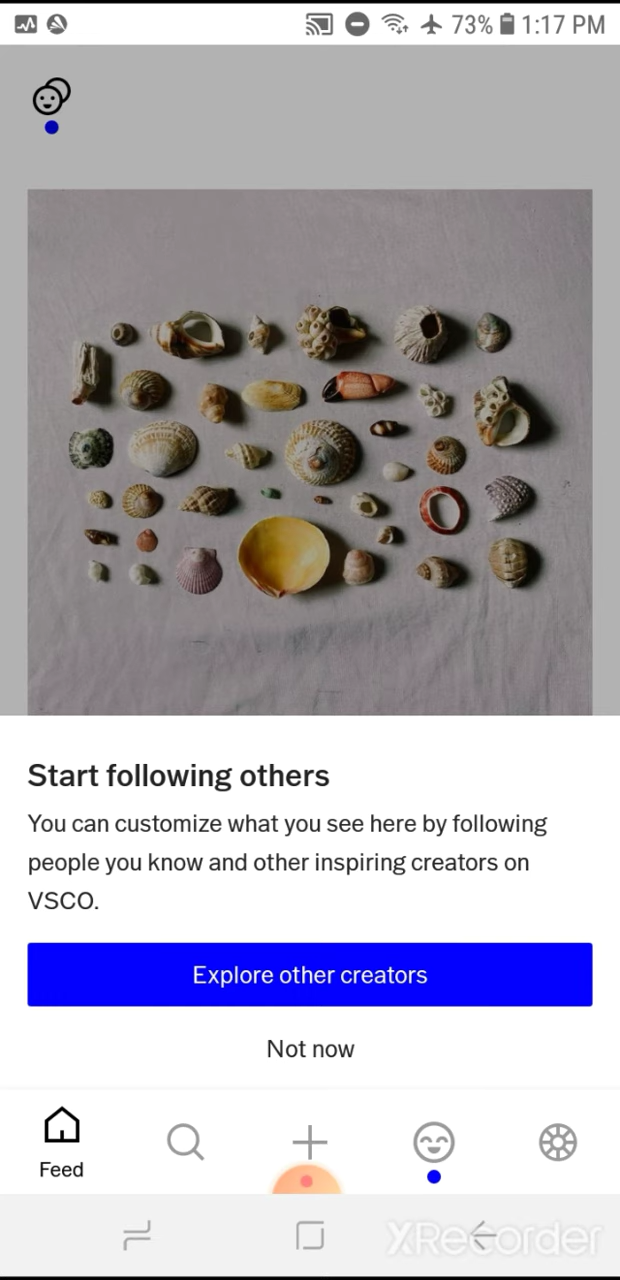 73% 1:17 PM
Start following others
You can customize what you see here by following
people you know and other inspiring creators on
VSCO.
Explore other creators
Not now
Feed
XRecorder